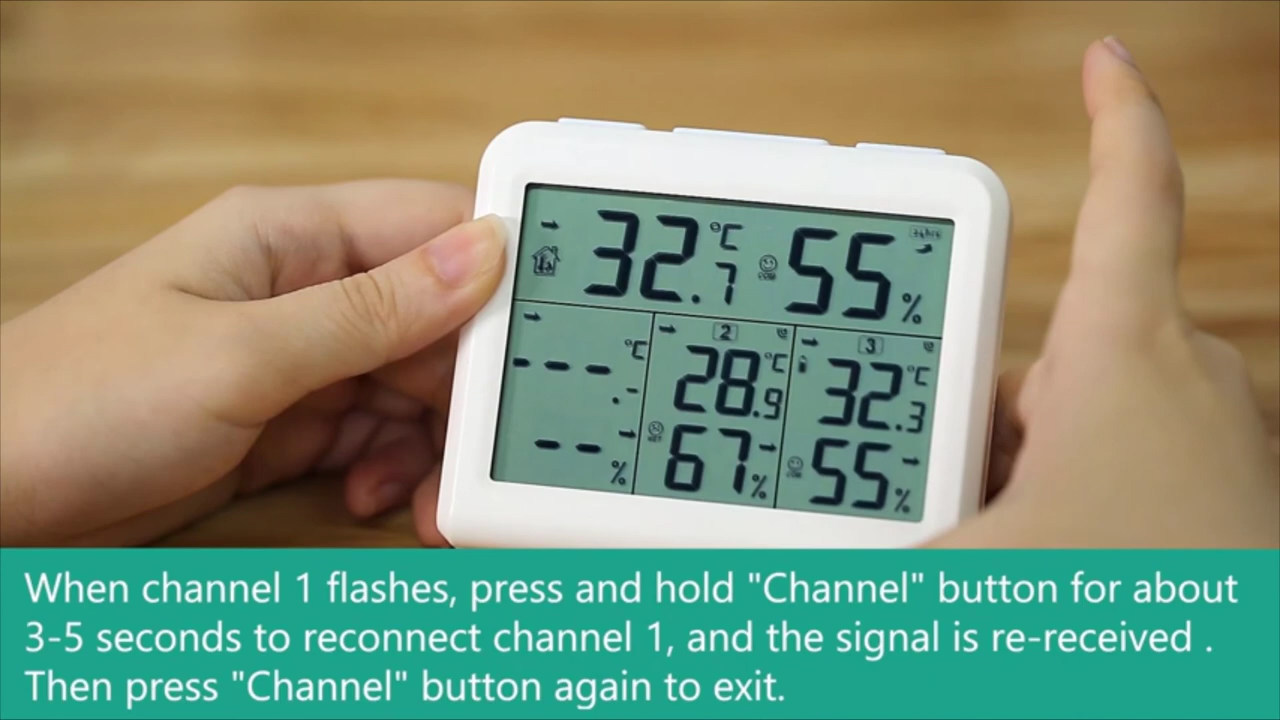 32.7 °C 55 %
2 3
--- .- °C 28.9 °C 32.3 °C
-- % 67 % 55 %
When channel 1 flashes, press and hold "Channel" button for about
3-5 seconds to reconnect channel 1, and the signal is re-received .
Then press "Channel" button again to exit.